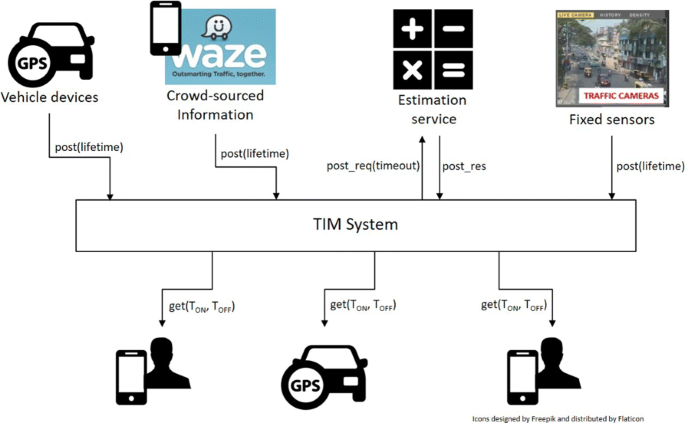 GPS
Vehicle devices
waze
Outsmarting Traffic, together.
Crowd-sourced
Information
Estimation
service
LIVE CAMERA HISTORY DENSITY
TRAFFIC CAMERAS
Fixed sensors
post(lifetime)
post(lifetime)
post_req(timeout)
post_res
post(lifetime)
TIM System
get(TON, TOFF)
get(TON, TOFF)
get(TON, TOFF)
GPS
Icons designed by Freepik and distributed by Flaticon